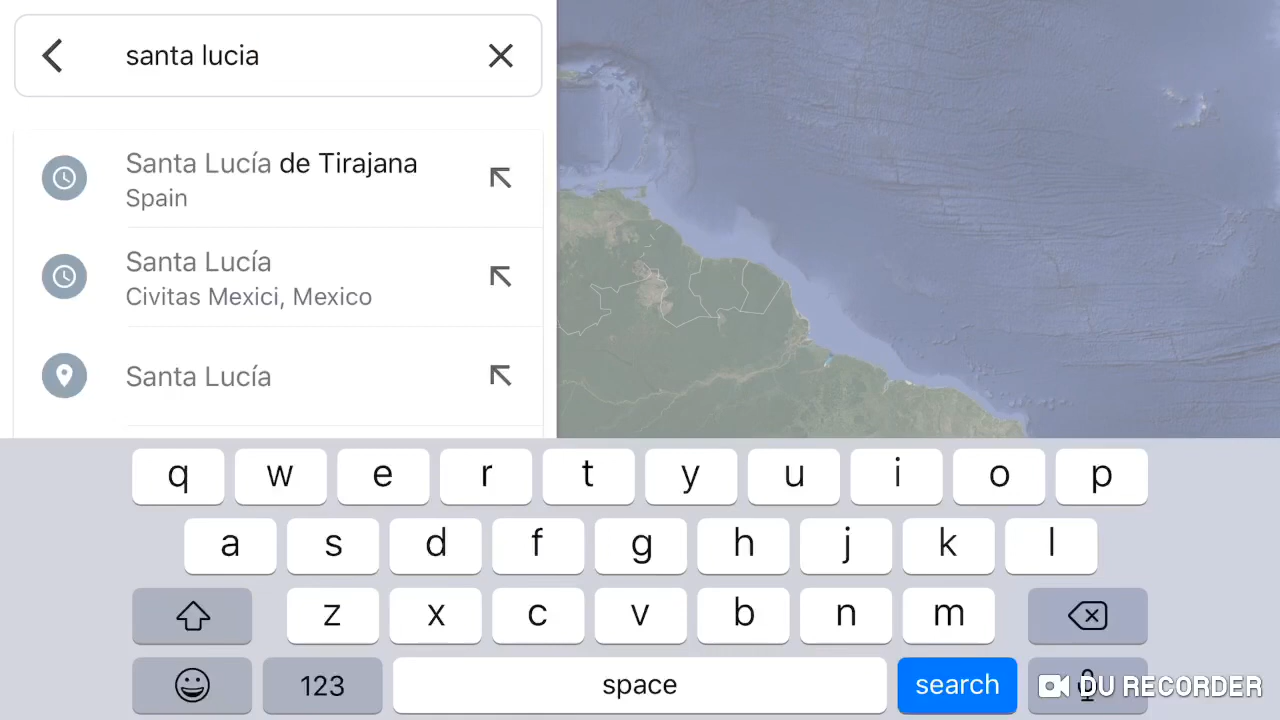 santa lucia
Santa Lucía de Tirajana
Spain
Santa Lucía
Civitas Mexici, Mexico
Santa Lucía
q w e r t y u i o p
a s d f g h j k l
z x c v b n m
123 space search
DU RECORDER